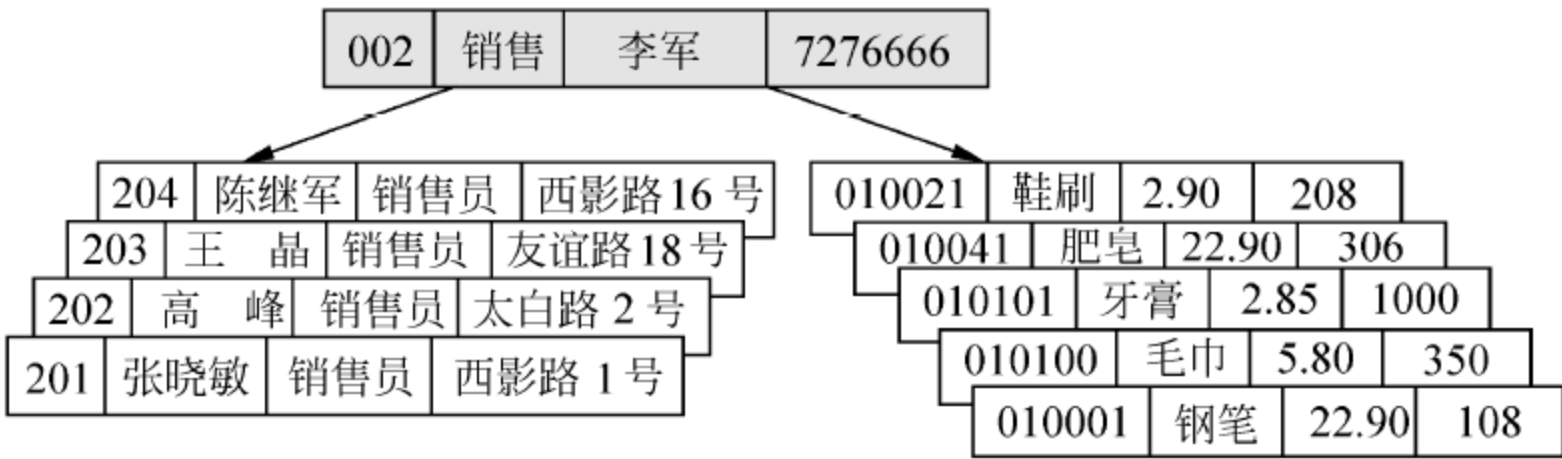 002 销售 李军 7276666
204 陈继军 销售员 西影路16号
203 王 晶 销售员 友谊路18号
202 高 峰 销售员 太白路2号
201 张晓敏 销售员 西影路1号
010021 鞋刷 2.90 208
010041 肥皂 22.90 306
010101 牙膏 2.85 1000
010100 毛巾 5.80 350
010001 钢笔 22.90 108